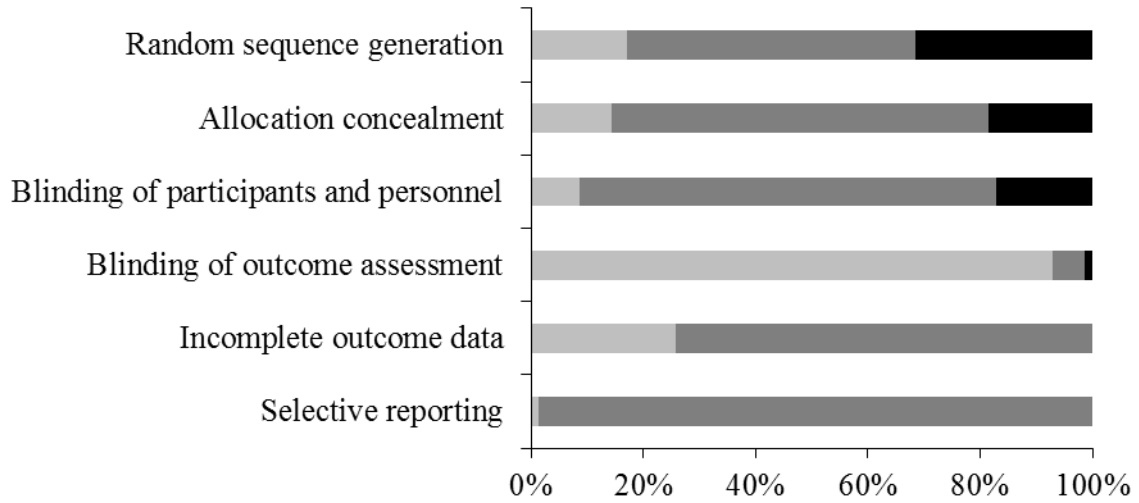 Random sequence generation
Allocation concealment
Blinding of participants and personnel
Blinding of outcome assessment
Incomplete outcome data
Selective reporting
0% 20% 40% 60% 80% 100%